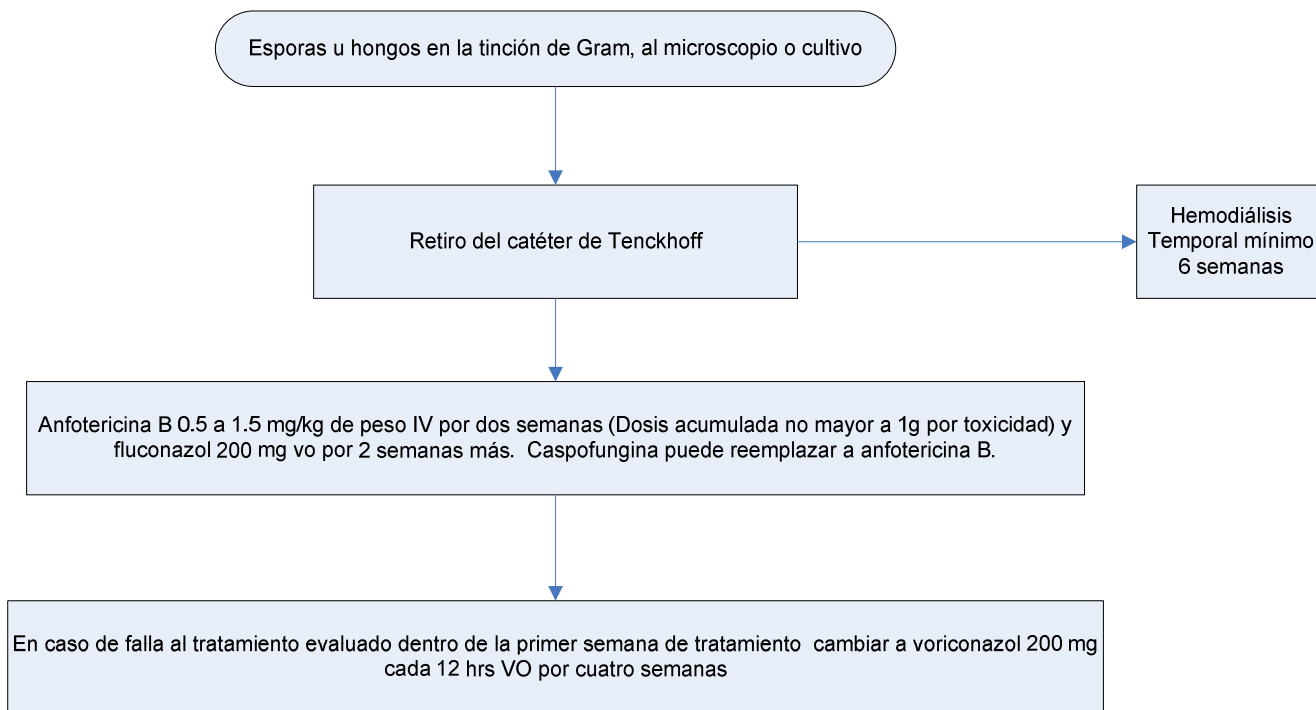 Esporas u hongos en la tinción de Gram, al microscopio o cultivo
Retiro del catéter de Tenckhoff
Hemodiálisis
Temporal mínimo
6 semanas
Anfotericina B 0.5 a 1.5 mg/kg de peso IV por dos semanas (Dosis acumulada no mayor a 1g por toxicidad) y
fluconazol 200 mg vo por 2 semanas más. Caspofungina puede reemplazar a anfotericina B.
En caso de falla al tratamiento evaluado dentro de la primer semana de tratamiento cambiar a voriconazol 200 mg
cada 12 hrs VO por cuatro semanas